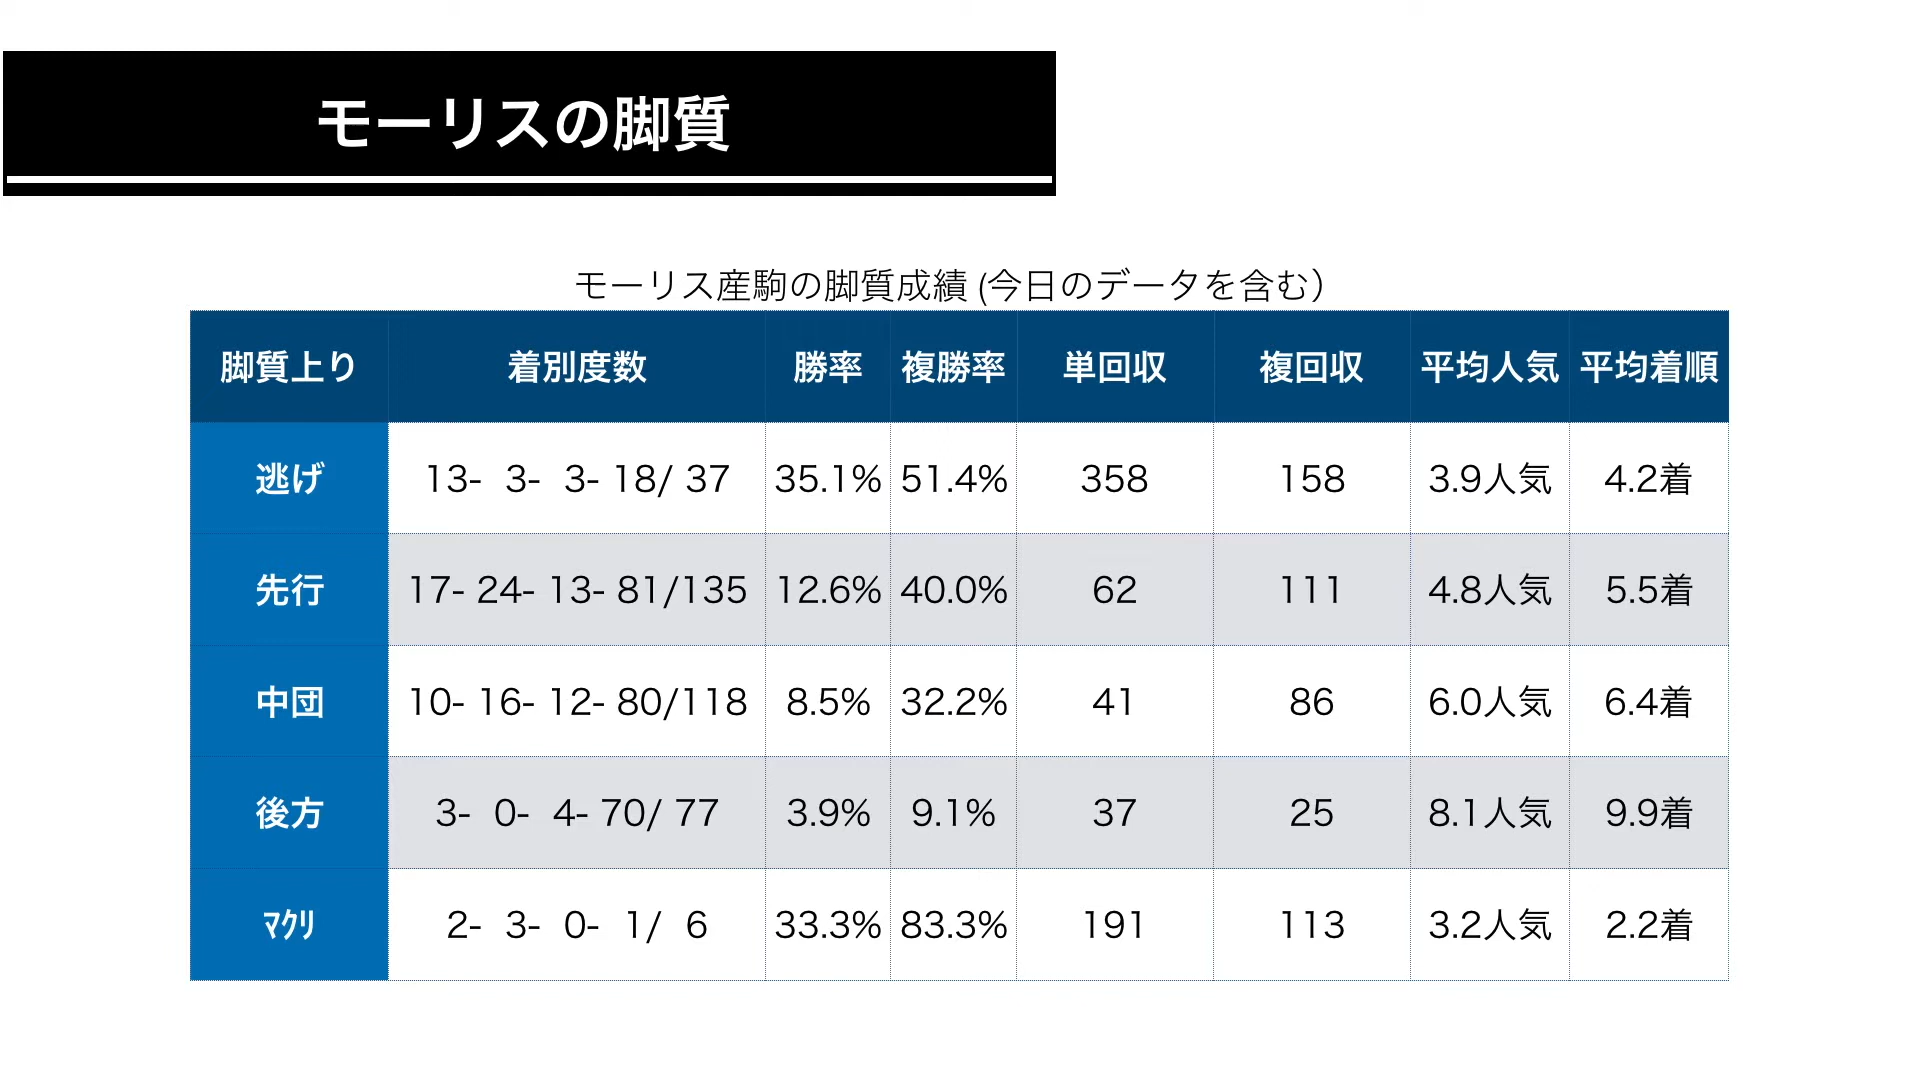 モーリスの脚質
モーリス産駒の脚質成績 (今日のデータを含む）
脚質上り 着別度数 勝率 複勝率 単回収 複回収 平均人気 平均着順
逃げ 13- 3- 3- 18/ 37 35.1% 51.4% 358 158 3.9人気 4.2着
先行 17- 24- 13- 81/135 12.6% 40.0% 62 111 4.8人気 5.5着
中団 10- 16- 12- 80/118 8.5% 32.2% 41 86 6.0人気 6.4着
後方 3- 0- 4- 70/ 77 3.9% 9.1% 37 25 8.1人気 9.9着
ﾏｸﾘ 2- 3- 0- 1/ 6 33.3% 83.3% 191 113 3.2人気 2.2着